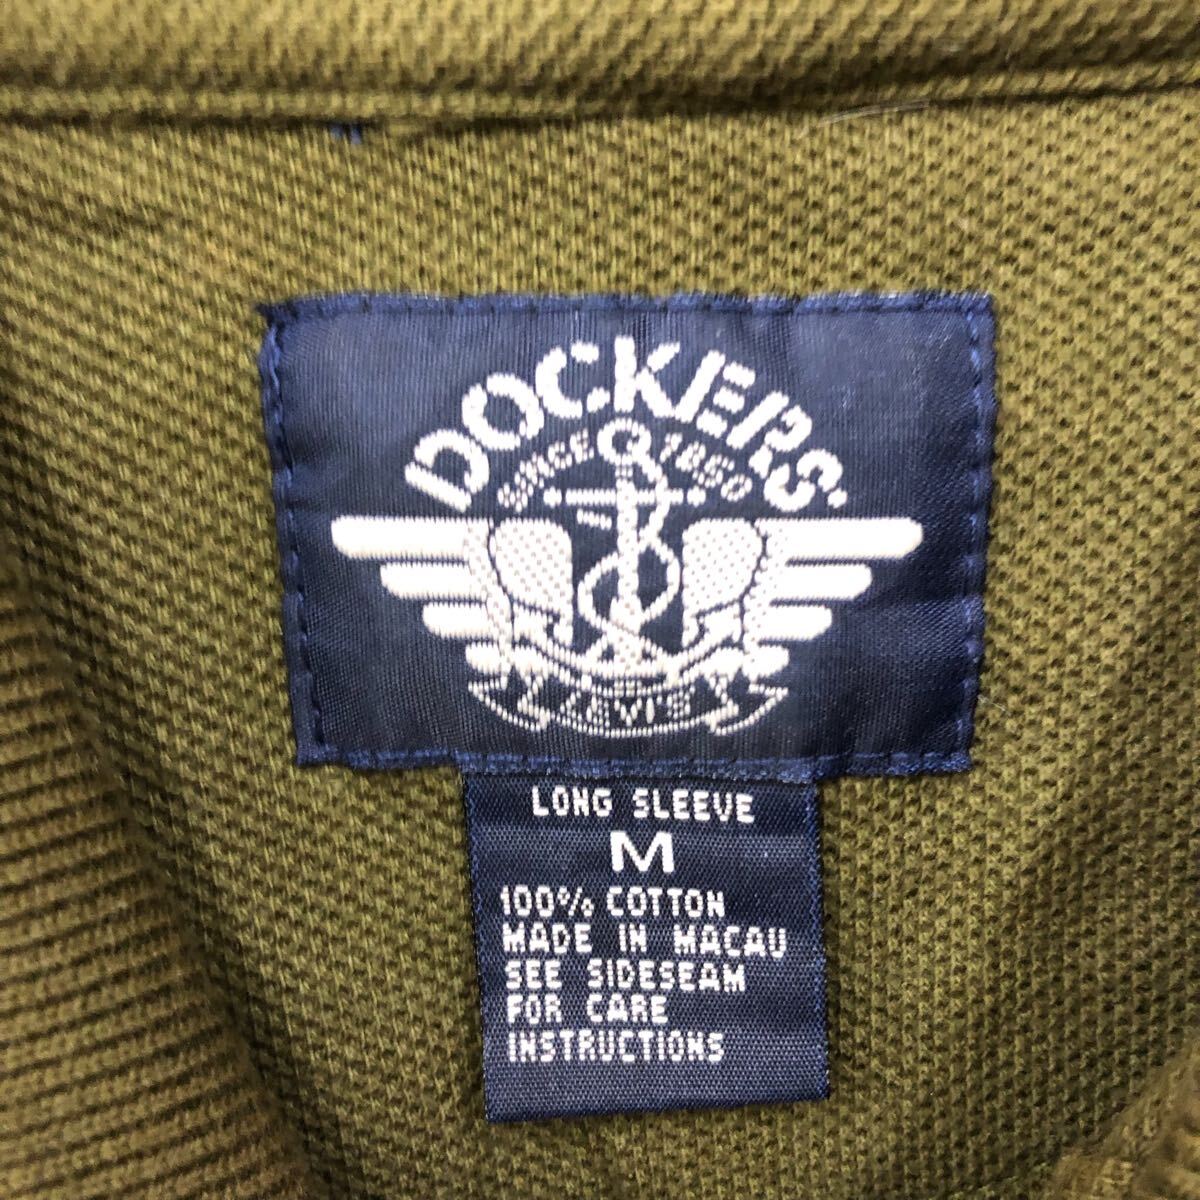 DOCKERS
SINCE 1850
LEVI'S
LONG SLEEVE
M
100% COTTON
MADE IN MACAU
SEE SIDESEAM
FOR CARE
INSTRUCTIONS